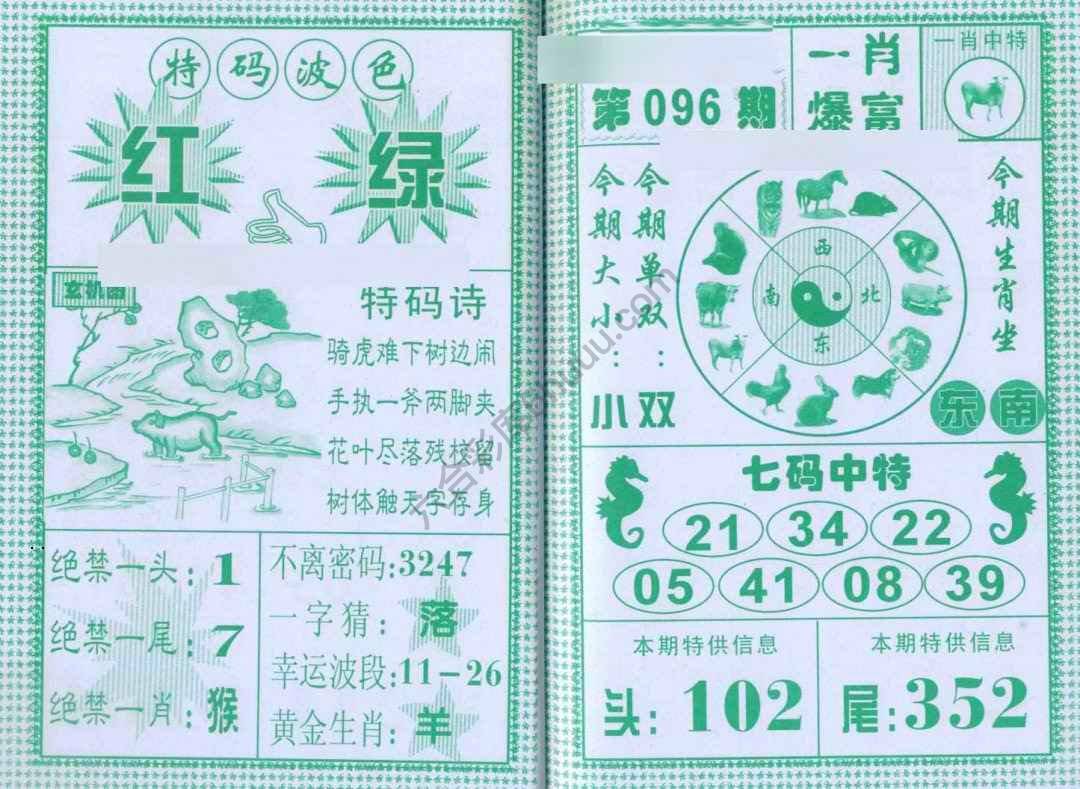 特码波色
红 绿
玄机图
特码诗
骑虎难下树边闹
手执一斧两脚夹
花叶尽落残枝留
树体触天字存身
绝禁一头：1
绝禁一尾：7
绝禁一肖：猴
不离密码：3247
一字猜：落
幸运波段：11-26
黄金生肖：羊
第096期
一肖
爆富
一肖中特
今期大小：小
今期单双：双
西
南 北
东
今期生肖坐
东南
七码中特
21 34 22
05 41 08 39
本期特供信息
头：102
本期特供信息
尾：352